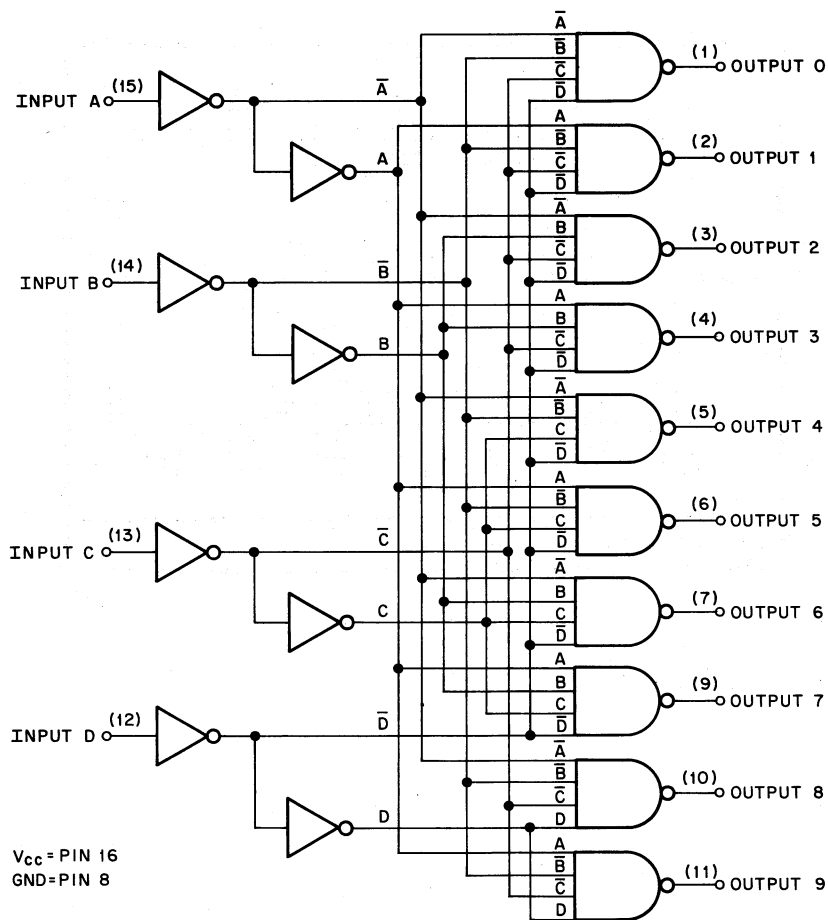 A̅
B̅
C̅
D̅
(1)
OUTPUT 0
INPUT A
(15)
A̅
A
A
B̅
C̅
D̅
(2)
OUTPUT 1
A̅
B
C̅
D̅
(3)
OUTPUT 2
INPUT B
(14)
B̅
B
A
B
C̅
D̅
(4)
OUTPUT 3
A̅
B̅
C
D̅
(5)
OUTPUT 4
A
B̅
C
D̅
(6)
OUTPUT 5
INPUT C
(13)
C̅
C
A̅
B
C
D̅
(7)
OUTPUT 6
A
B
C
D̅
(9)
OUTPUT 7
INPUT D
(12)
D̅
D
A̅
B̅
C̅
D
(10)
OUTPUT 8
A
B̅
C̅
D
(11)
OUTPUT 9
VCC=PIN 16
GND=PIN 8